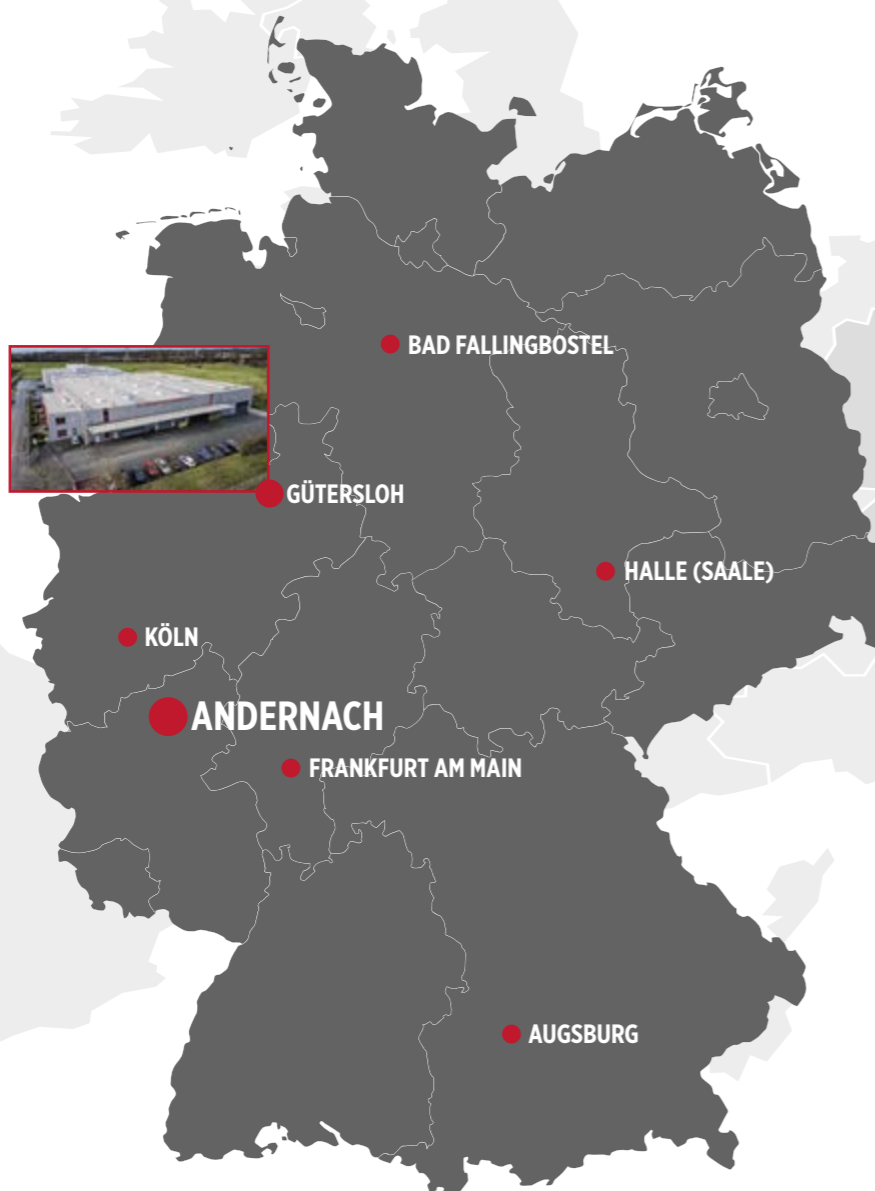 BAD FALLINGBOSTEL
GÜTERSLOH
HALLE (SAALE)
KÖLN
ANDERNACH
FRANKFURT AM MAIN
AUGSBURG